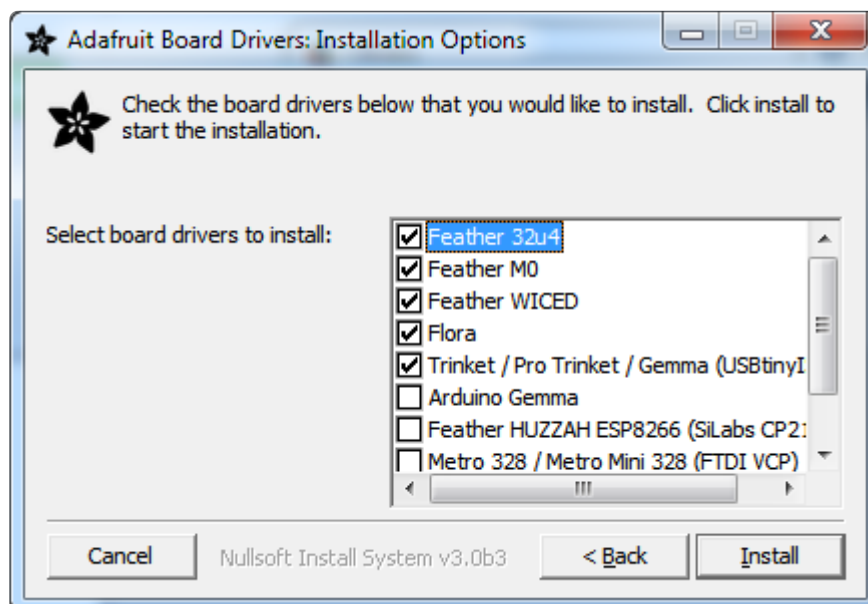 Adafruit Board Drivers: Installation Options
Check the board drivers below that you would like to install. Click install to
start the installation.
Select board drivers to install:
Feather 32u4
Feather M0
Feather WICED
Flora
Trinket / Pro Trinket / Gemma (USBtinyI
Arduino Gemma
Feather HUZZAH ESP8266 (SiLabs CP21
Metro 328 / Metro Mini 328 (FTDI VCP)
Cancel
Nullsoft Install System v3.0b3
< Back
Install